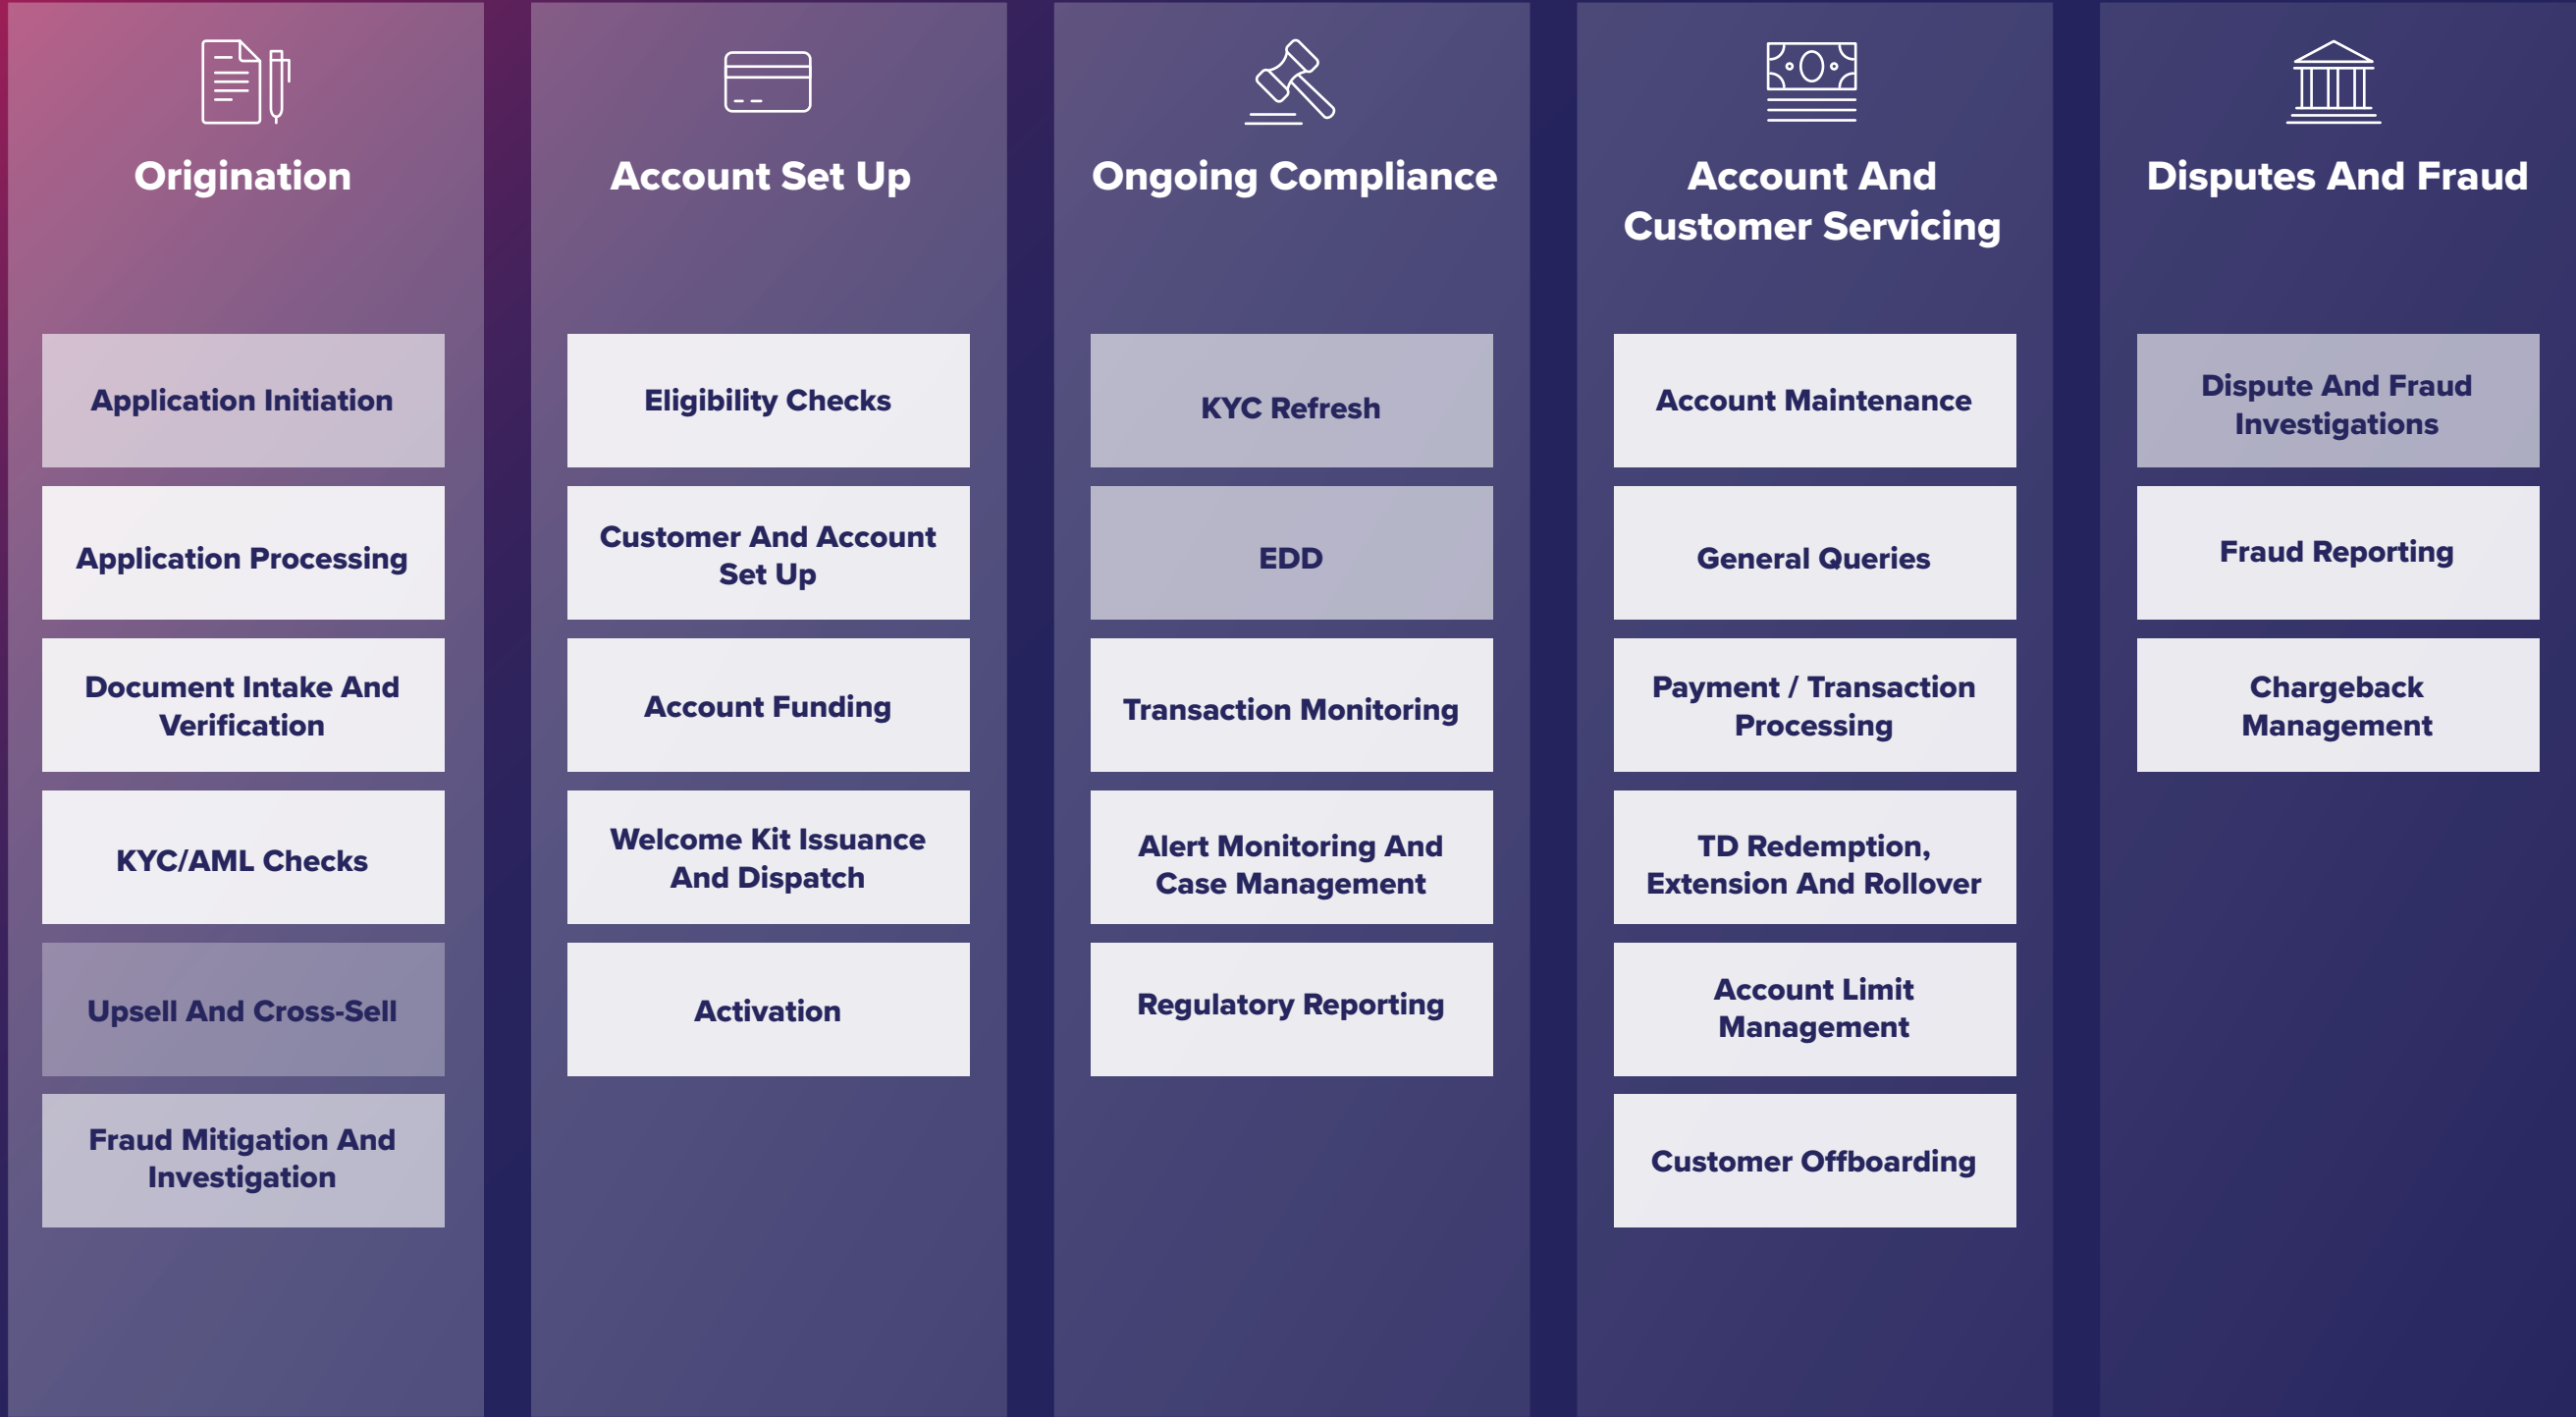 Origination
Application Initiation
Application Processing
Document Intake And
Verification
KYC/AML Checks
Upsell And Cross-Sell
Fraud Mitigation And
Investigation
Account Set Up
Eligibility Checks
Customer And Account
Set Up
Account Funding
Welcome Kit Issuance
And Dispatch
Activation
Ongoing Compliance
KYC Refresh
EDD
Transaction Monitoring
Alert Monitoring And
Case Management
Regulatory Reporting
Account And
Customer Servicing
Account Maintenance
General Queries
Payment / Transaction
Processing
TD Redemption,
Extension And Rollover
Account Limit
Management
Customer Offboarding
Disputes And Fraud
Dispute And Fraud
Investigations
Fraud Reporting
Chargeback
Management